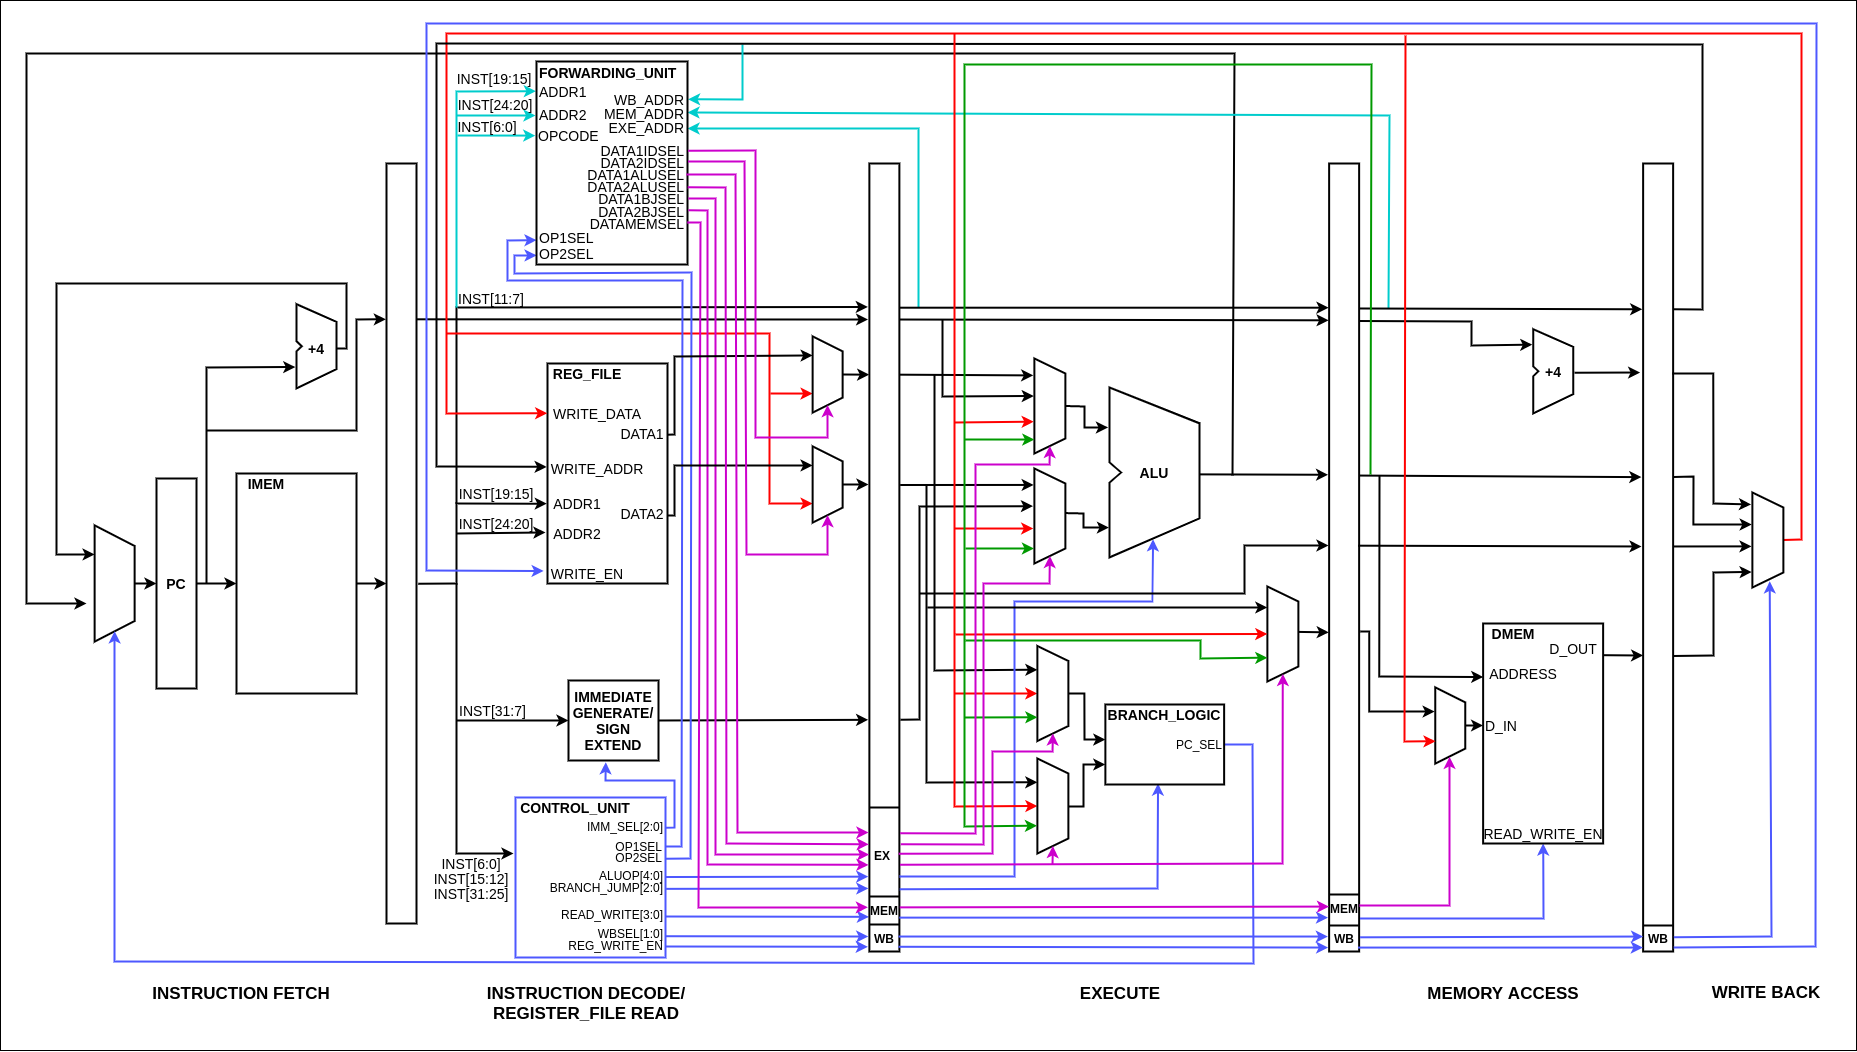 INST[19:15]
INST[24:20]
INST[6:0]
FORWARDING_UNIT
ADDR1
ADDR2
OPCODE
WB_ADDR
MEM_ADDR
EXE_ADDR
DATA1IDSEL
DATA2IDSEL
DATA1ALUSEL
DATA2ALUSEL
DATA1BJSEL
DATA2BJSEL
DATAMEMSEL
OP1SEL
OP2SEL
INST[11:7]
+4
REG_FILE
WRITE_DATA
DATA1
WRITE_ADDR
INST[19:15]
ADDR1
DATA2
INST[24:20]
ADDR2
WRITE_EN
IMEM
PC
ALU
+4
INST[31:7]
IMMEDIATE
GENERATE/
SIGN
EXTEND
BRANCH_LOGIC
PC_SEL
DMEM
D_OUT
ADDRESS
D_IN
READ_WRITE_EN
CONTROL_UNIT
IMM_SEL[2:0]
OP1SEL
OP2SEL
ALUOP[4:0]
BRANCH_JUMP[2:0]
READ_WRITE[3:0]
WBSEL[1:0]
REG_WRITE_EN
INST[6:0]
INST[15:12]
INST[31:25]
EX
MEM
WB
MEM
WB
WB
INSTRUCTION FETCH
INSTRUCTION DECODE/
REGISTER_FILE READ
EXECUTE
MEMORY ACCESS
WRITE BACK